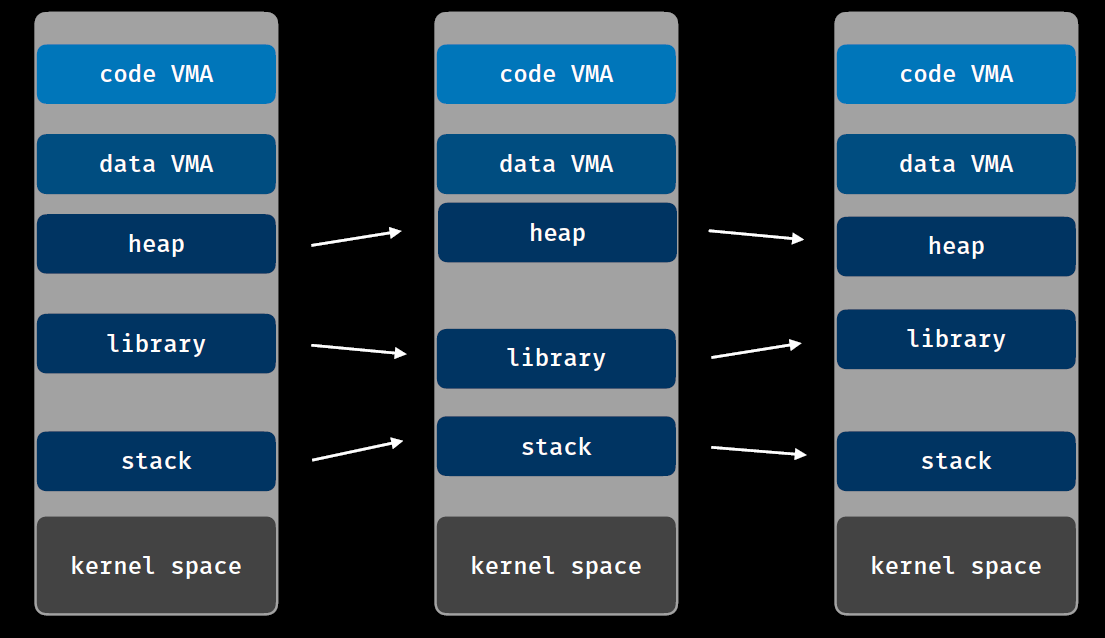 code VMA
data VMA
heap
library
stack
kernel space
code VMA
data VMA
heap
library
stack
kernel space
code VMA
data VMA
heap
library
stack
kernel space